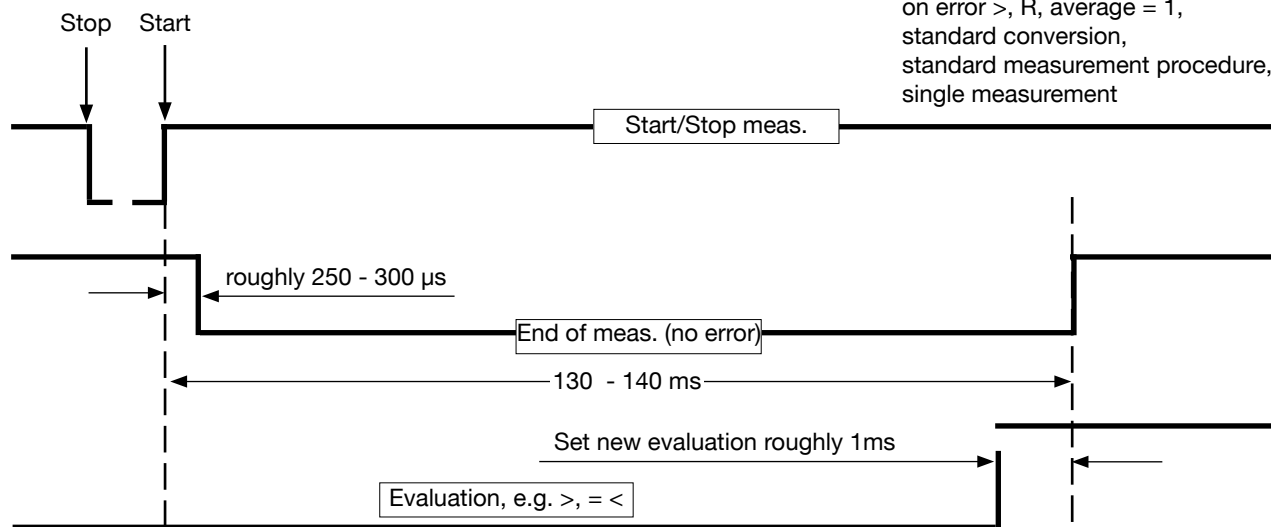 on error >, R, average = 1,
standard conversion,
standard measurement procedure,
single measurement
Stop Start
Start/Stop meas.
roughly 250 - 300 µs
End of meas. (no error)
130 - 140 ms
Set new evaluation roughly 1ms
Evaluation, e.g. >, = <